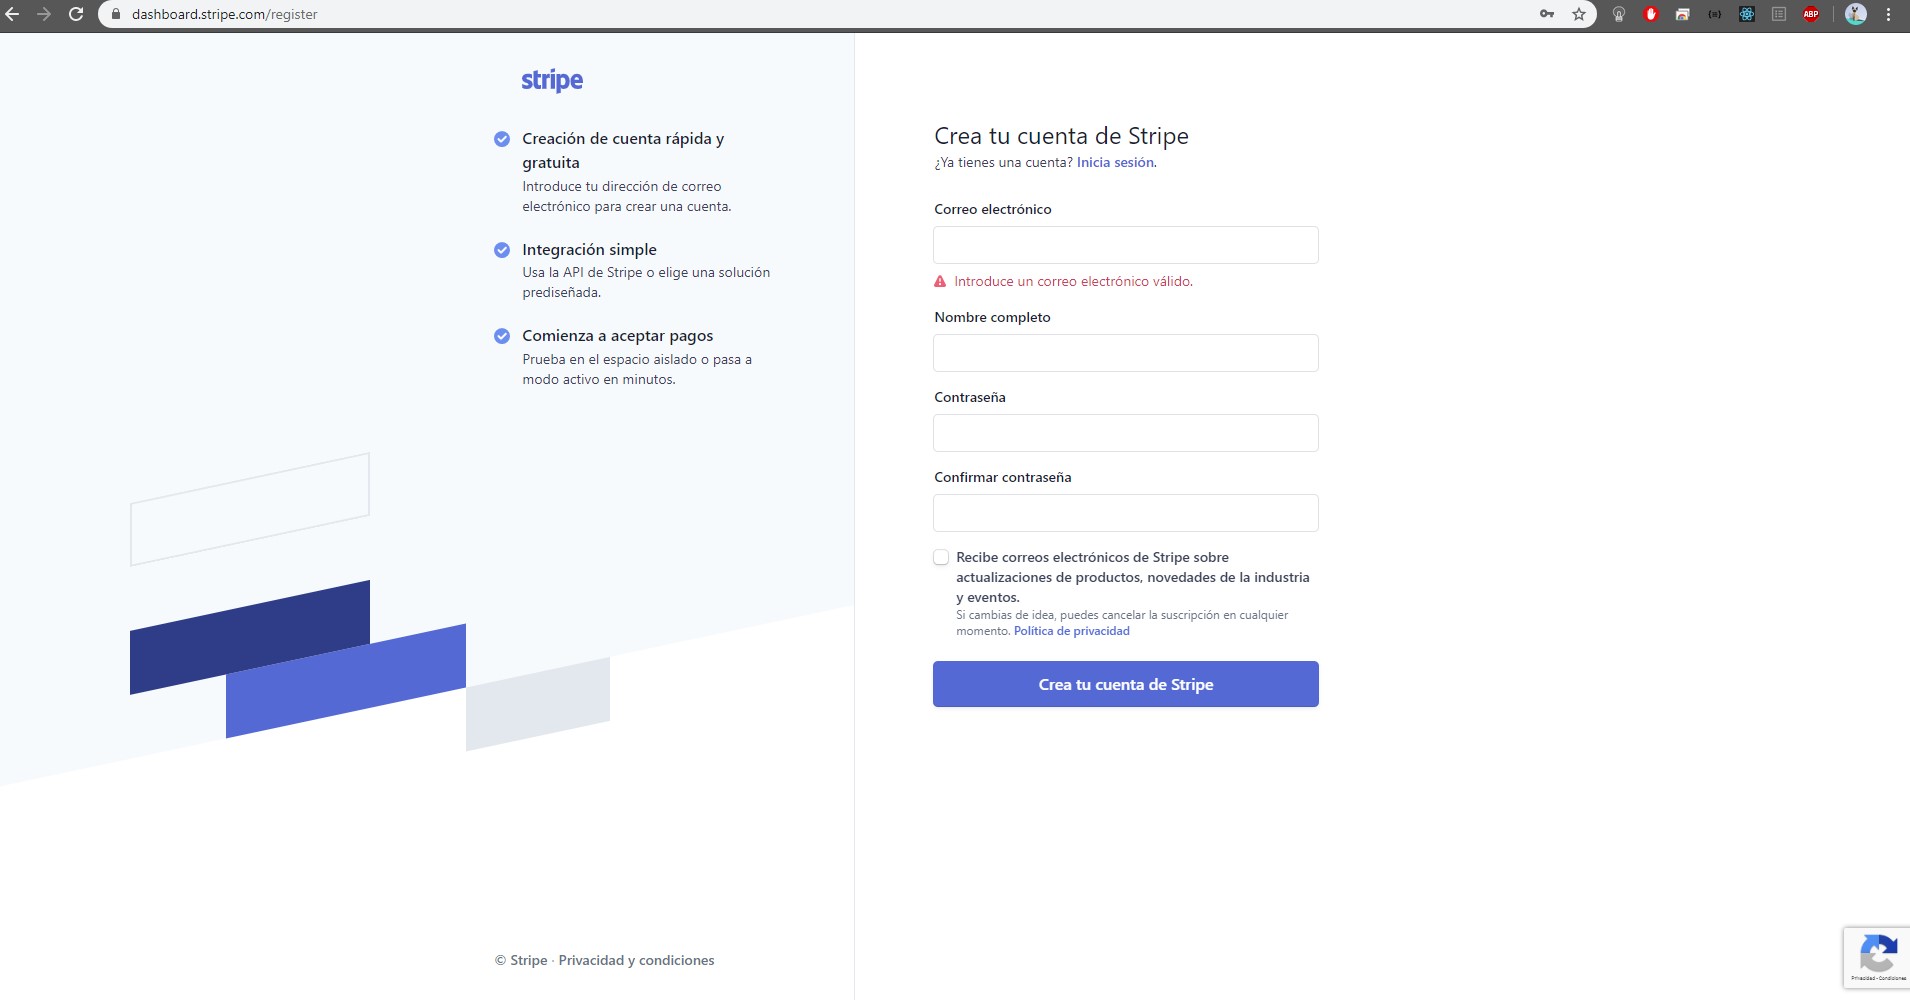 dashboard.stripe.com/register
ABP
stripe
Creación de cuenta rápida y
gratuita
Introduce tu dirección de correo
electrónico para crear una cuenta.
Integración simple
Usa la API de Stripe o elige una solución
prediseñada.
Comienza a aceptar pagos
Prueba en el espacio aislado o pasa a
modo activo en minutos.
© Stripe · Privacidad y condiciones
Crea tu cuenta de Stripe
¿Ya tienes una cuenta? Inicia sesión.
Correo electrónico
Introduce un correo electrónico válido.
Nombre completo
Contraseña
Confirmar contraseña
Recibe correos electrónicos de Stripe sobre
actualizaciones de productos, novedades de la industria
y eventos.
Si cambias de idea, puedes cancelar la suscripción en cualquier
momento. Política de privacidad
Crea tu cuenta de Stripe
Privacidad - Condiciones